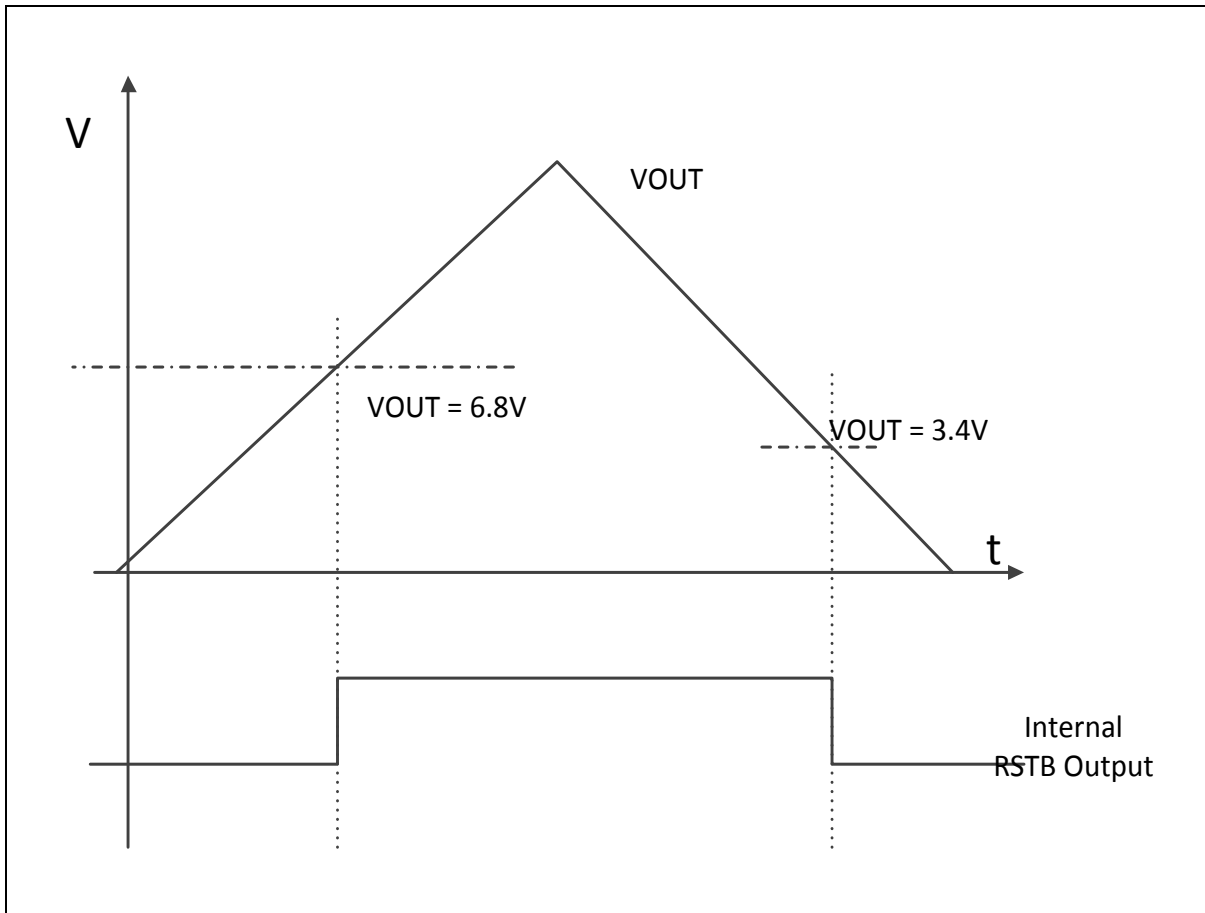 V
VOUT
VOUT = 6.8V
VOUT = 3.4V
t
Internal
RSTB Output